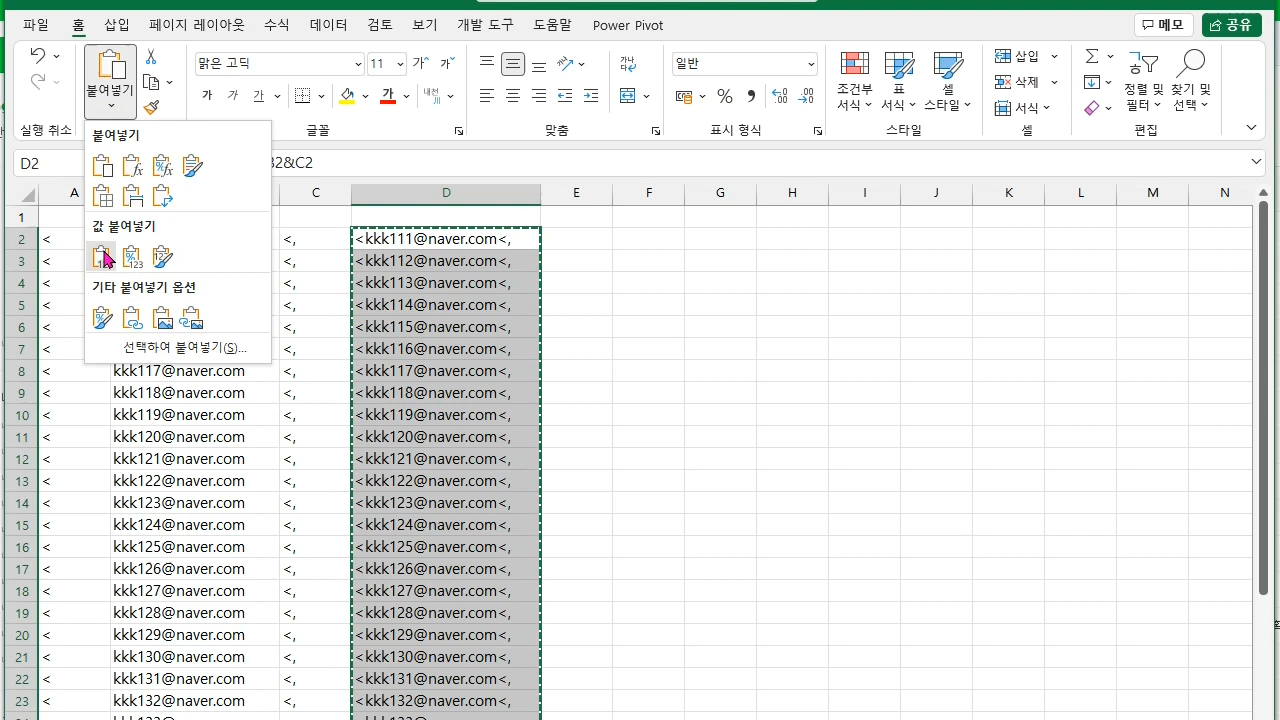 파일 홈 삽입 페이지 레이아웃 수식 데이터 검토 보기 개발 도구 도움말 Power Pivot 메모 공유
붙여넣기
맑은 고딕 11 가 가 일반
가 가 가 가 내천
조건부 서식 표 서식 셀 스타일
삽입
삭제
서식
정렬 및 필터 찾기 및 선택
실행 취소 글꼴 맞춤 표시 형식 스타일 셀 편집
붙여넣기
값 붙여넣기
기타 붙여넣기 옵션
선택하여 붙여넣기(S)...
D2 2&C2
A C D E F G H I J K L M N
1
2 < <, <kkk111@naver.com<,
3 < <, <kkk112@naver.com<,
4 < <, <kkk113@naver.com<,
5 < <, <kkk114@naver.com<,
6 < <, <kkk115@naver.com<,
7 < <, <kkk116@naver.com<,
8 < kkk117@naver.com <, <kkk117@naver.com<,
9 < kkk118@naver.com <, <kkk118@naver.com<,
10 < kkk119@naver.com <, <kkk119@naver.com<,
11 < kkk120@naver.com <, <kkk120@naver.com<,
12 < kkk121@naver.com <, <kkk121@naver.com<,
13 < kkk122@naver.com <, <kkk122@naver.com<,
14 < kkk123@naver.com <, <kkk123@naver.com<,
15 < kkk124@naver.com <, <kkk124@naver.com<,
16 < kkk125@naver.com <, <kkk125@naver.com<,
17 < kkk126@naver.com <, <kkk126@naver.com<,
18 < kkk127@naver.com <, <kkk127@naver.com<,
19 < kkk128@naver.com <, <kkk128@naver.com<,
20 < kkk129@naver.com <, <kkk129@naver.com<,
21 < kkk130@naver.com <, <kkk130@naver.com<,
22 < kkk131@naver.com <, <kkk131@naver.com<,
23 < kkk132@naver.com <, <kkk132@naver.com<,